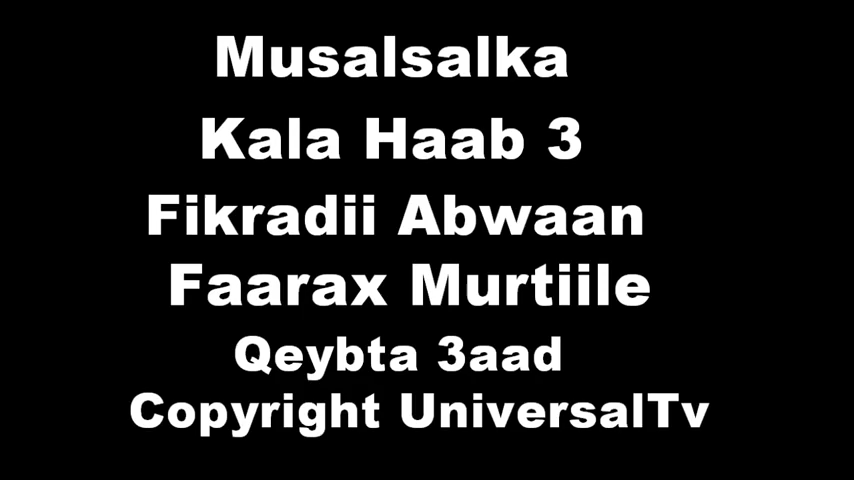 Musalsalka
Kala Haab 3
Fikradii Abwaan
Faarax Murtiile
Qeybta 3aad
Copyright UniversalTv